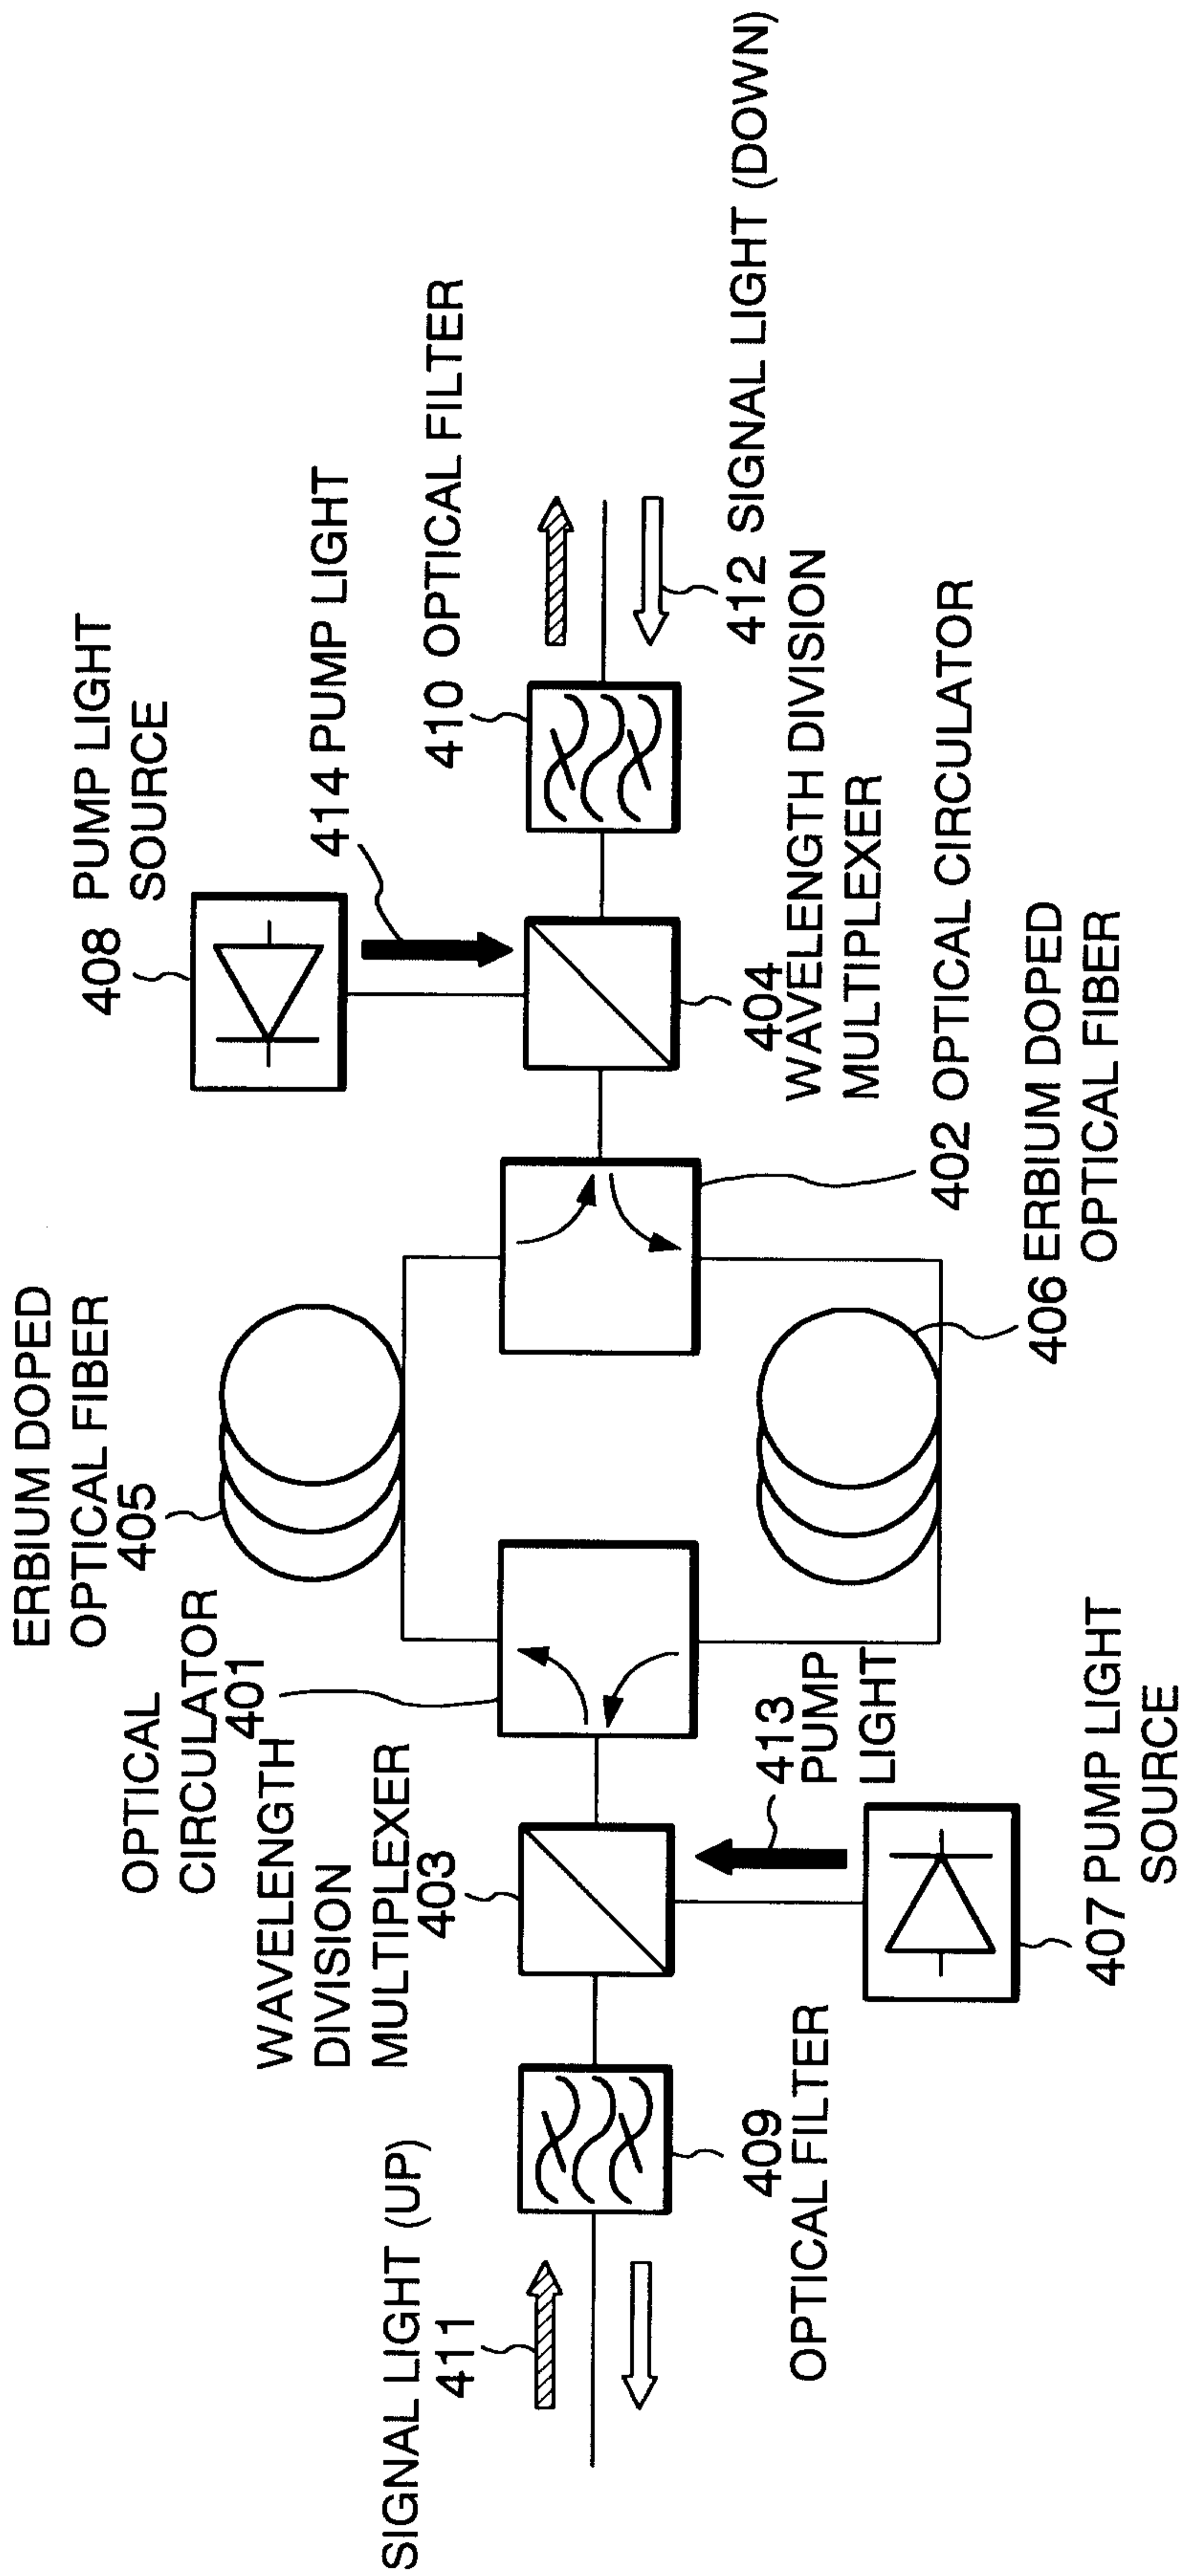 SIGNAL LIGHT (UP)
411
409
OPTICAL FILTER
WAVELENGTH
DIVISION
MULTIPLEXER
403
OPTICAL
CIRCULATOR
401
413
PUMP
LIGHT
407 PUMP LIGHT
SOURCE
ERBIUM DOPED
OPTICAL FIBER
405
406 ERBIUM DOPED
OPTICAL FIBER
402 OPTICAL CIRCULATOR
404
WAVELENGTH DIVISION
MULTIPLEXER
408 PUMP LIGHT
SOURCE
414 PUMP LIGHT
410 OPTICAL FILTER
412 SIGNAL LIGHT (DOWN)